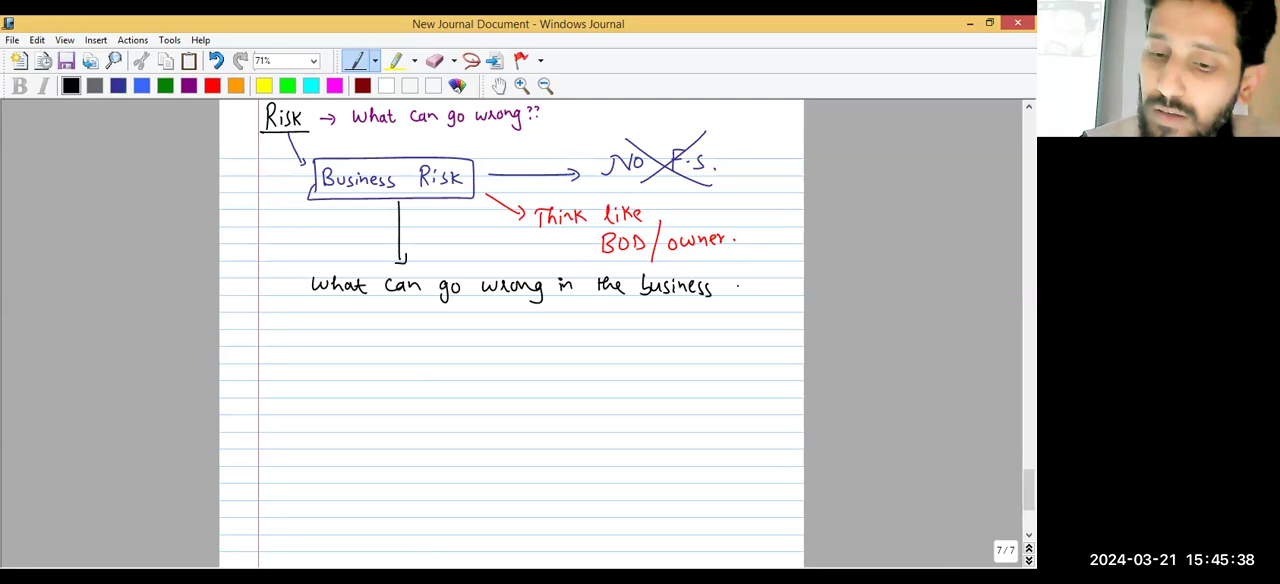 New Journal Document - Windows Journal
File Edit View Insert Actions Tools Help
71%
B I
Risk → What can go wrong??
Business Risk → No F.S.
Think like
BOD/owner.
What can go wrong in the business .
7 / 7
2024-03-21 15:45:38